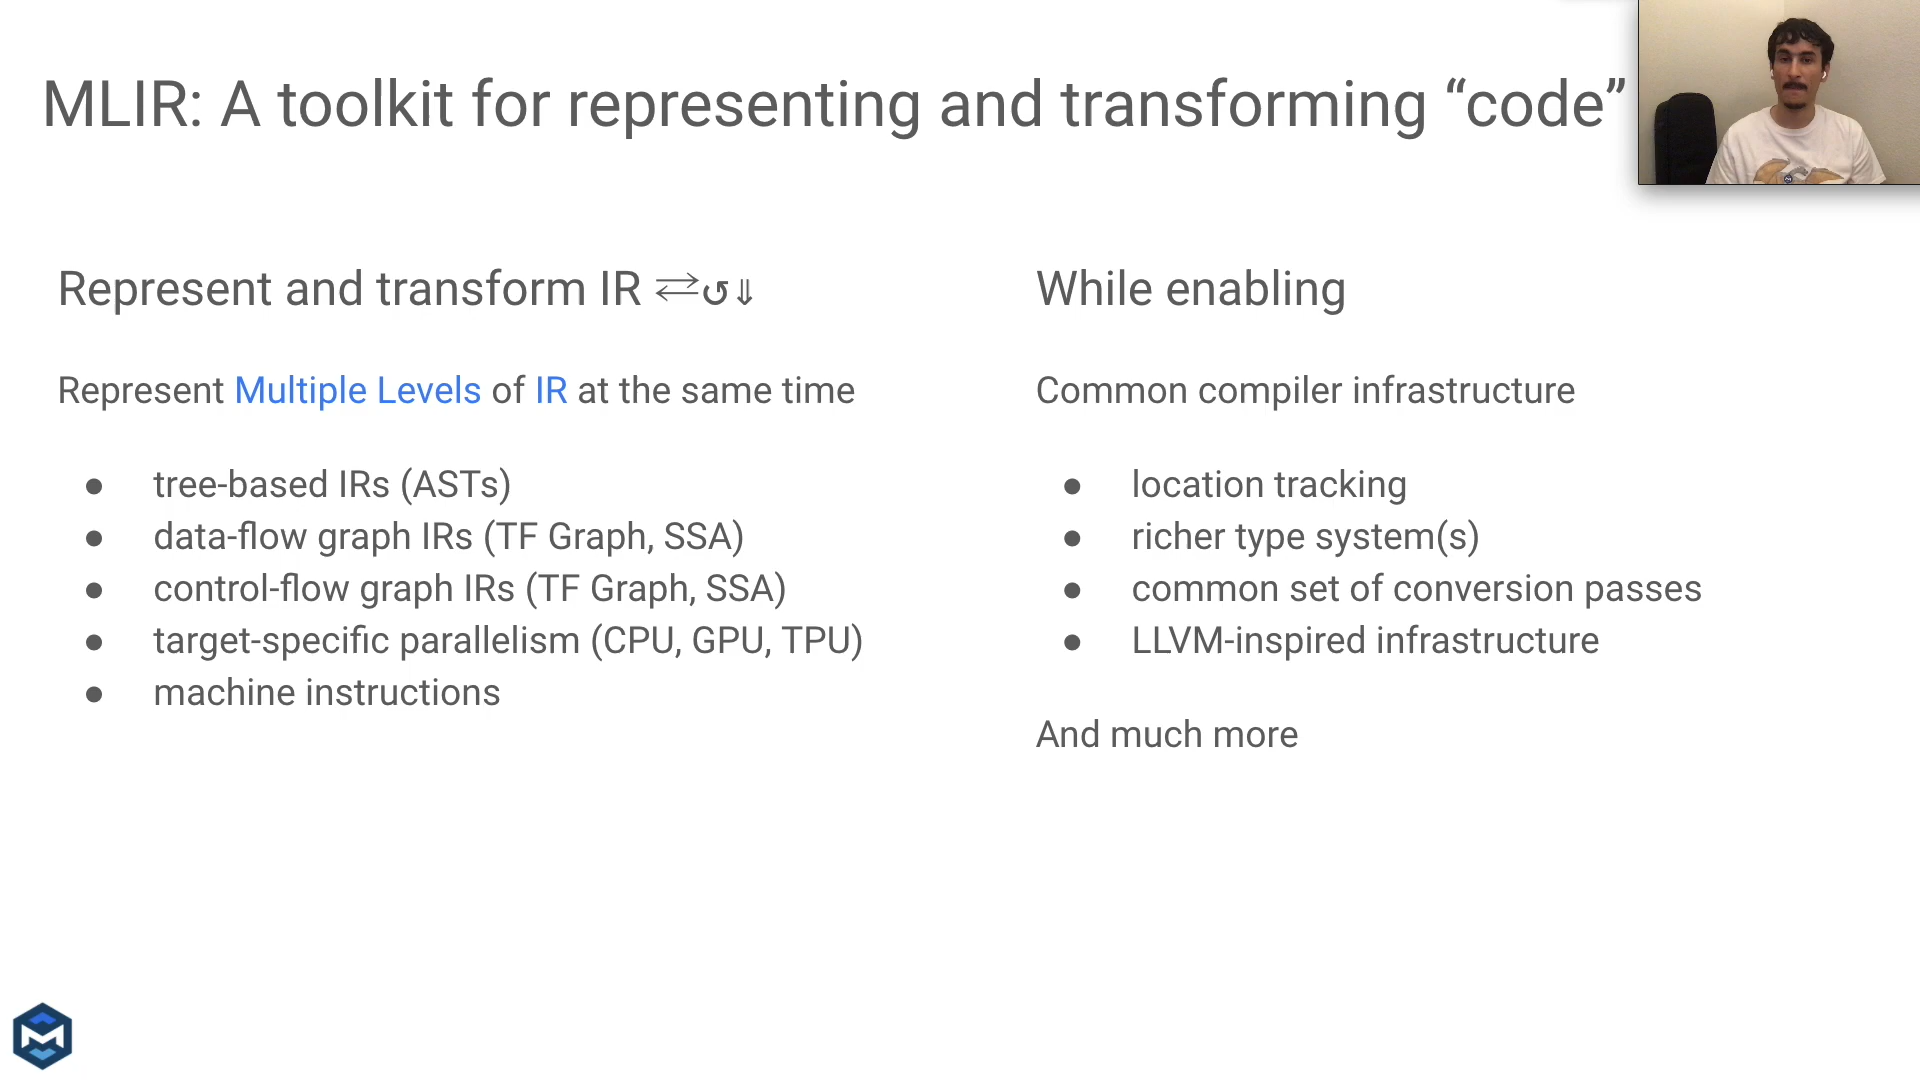 MLIR: A toolkit for representing and transforming “code”
Represent and transform IR ⇄↺⇓
Represent Multiple Levels of IR at the same time
● tree-based IRs (ASTs)
● data-flow graph IRs (TF Graph, SSA)
● control-flow graph IRs (TF Graph, SSA)
● target-specific parallelism (CPU, GPU, TPU)
● machine instructions
While enabling
Common compiler infrastructure
● location tracking
● richer type system(s)
● common set of conversion passes
● LLVM-inspired infrastructure
And much more